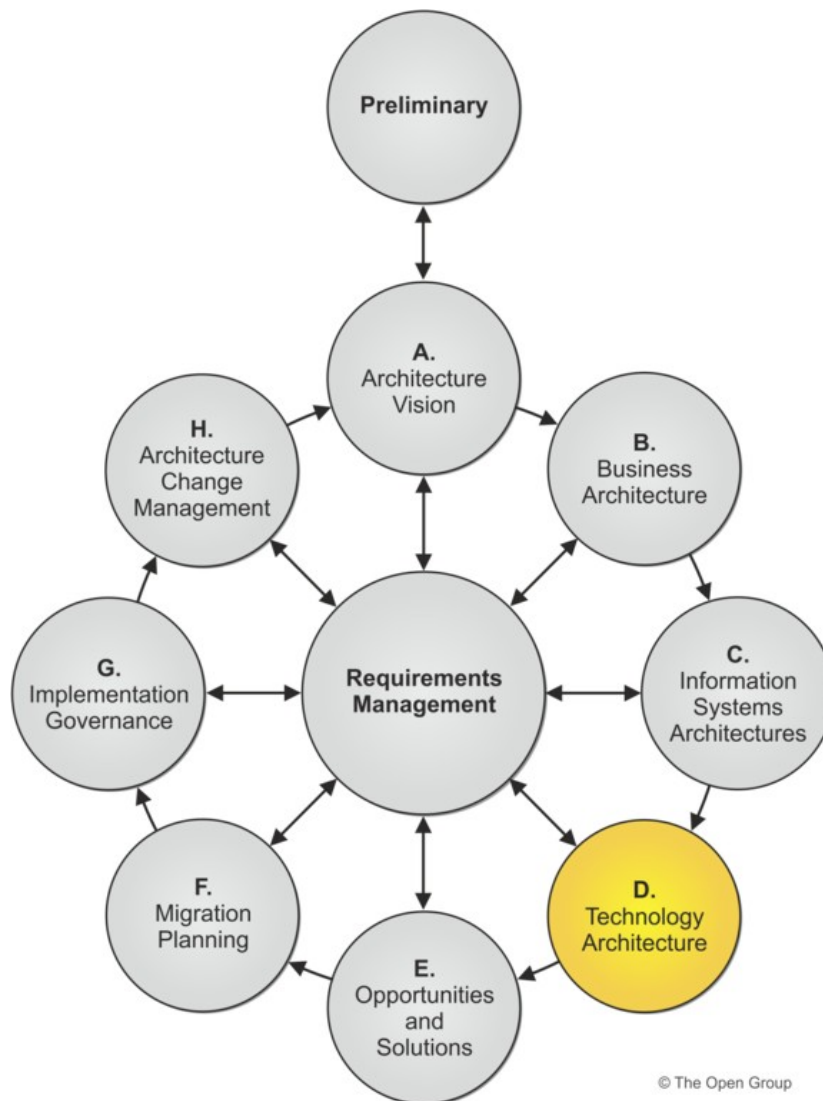 Preliminary
A.
Architecture
Vision
B.
Business
Architecture
C.
Information
Systems
Architectures
D.
Technology
Architecture
E.
Opportunities
and
Solutions
F.
Migration
Planning
G.
Implementation
Governance
H.
Architecture
Change
Management
Requirements
Management
© The Open Group